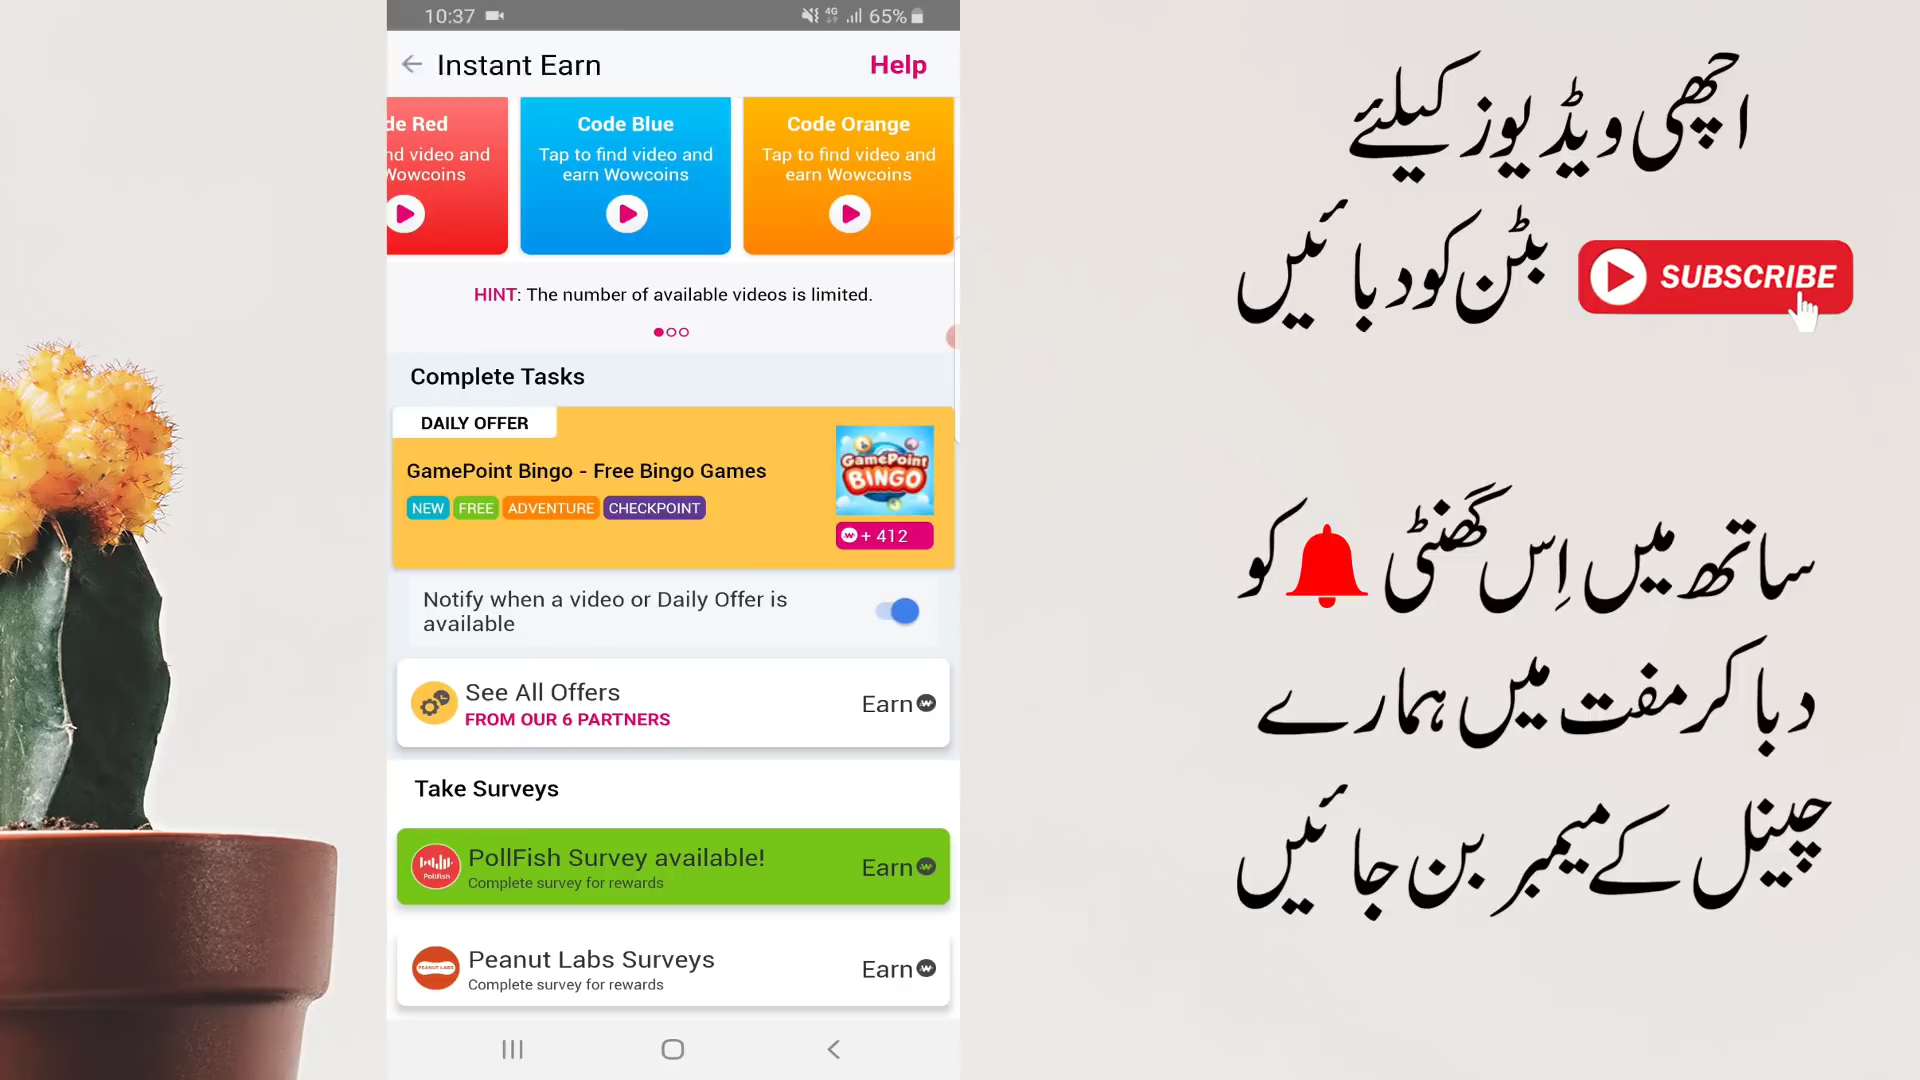 10:37
4G
65%
Instant Earn
Help
de Red
nd video and
Wowcoins
Code Blue
Tap to find video and
earn Wowcoins
Code Orange
Tap to find video and
earn Wowcoins
HINT: The number of available videos is limited.
Complete Tasks
DAILY OFFER
GamePoint Bingo - Free Bingo Games
NEW FREE ADVENTURE CHECKPOINT
GamePoint
BINGO
+ 412
Notify when a video or Daily Offer is
available
See All Offers
FROM OUR 6 PARTNERS
Earn
Take Surveys
Pollfish
PollFish Survey available!
Complete survey for rewards
Earn
PEANUT LABS
Peanut Labs Surveys
Complete survey for rewards
Earn
اچھی ویڈیوز کیلئے
SUBSCRIBE بٹن کو دبائیں
ساتھ میں اِس گھنٹی کو
دبا کر مفت میں ہمارے
چینل کے میمبر بن جائیں